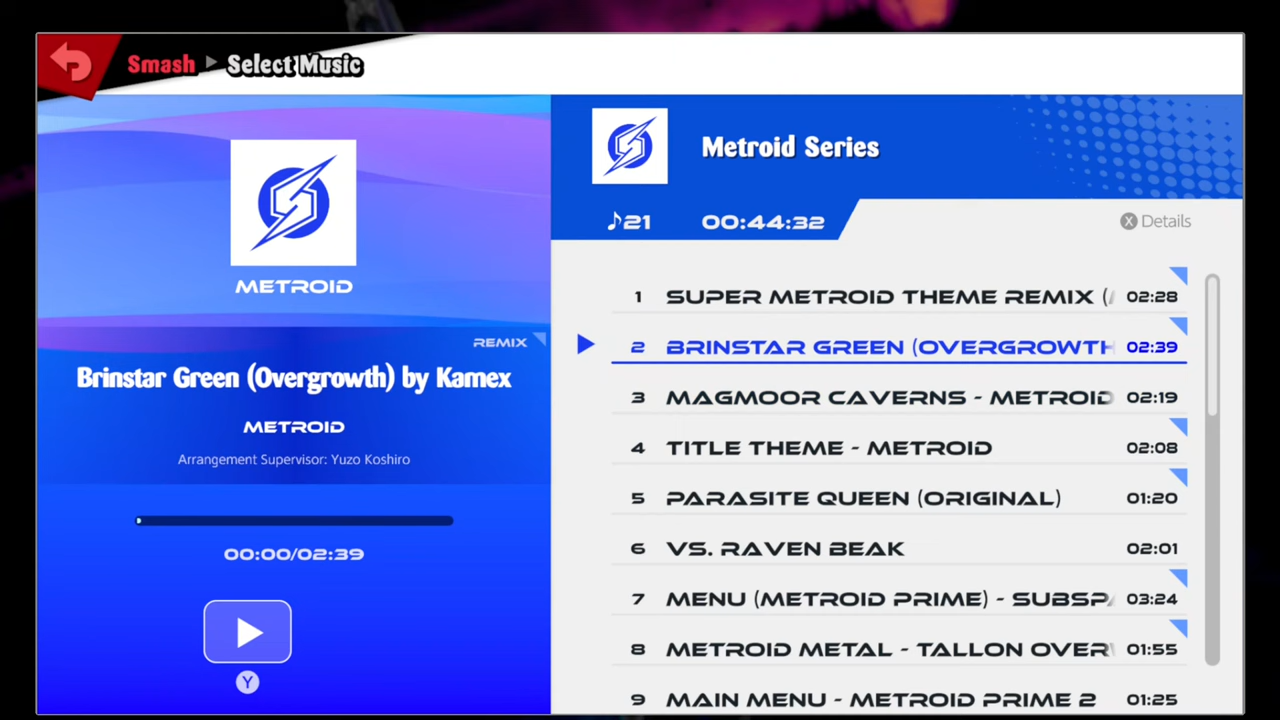 Smash ▶ Select Music
METROID
REMIX
Brinstar Green (Overgrowth) by Kamex
METROID
Arrangement Supervisor: Yuzo Koshiro
00:00/02:39
Y
Metroid Series
♪21 00:44:32
X Details
1 SUPER METROID THEME REMIX ( 02:28
2 BRINSTAR GREEN (OVERGROWTH 02:39
3 MAGMOOR CAVERNS - METROID 02:19
4 TITLE THEME - METROID 02:08
5 PARASITE QUEEN (ORIGINAL) 01:20
6 VS. RAVEN BEAK 02:01
7 MENU (METROID PRIME) - SUBSP 03:24
8 METROID METAL - TALLON OVER 01:55
9 MAIN MENU - METROID PRIME 2 01:25